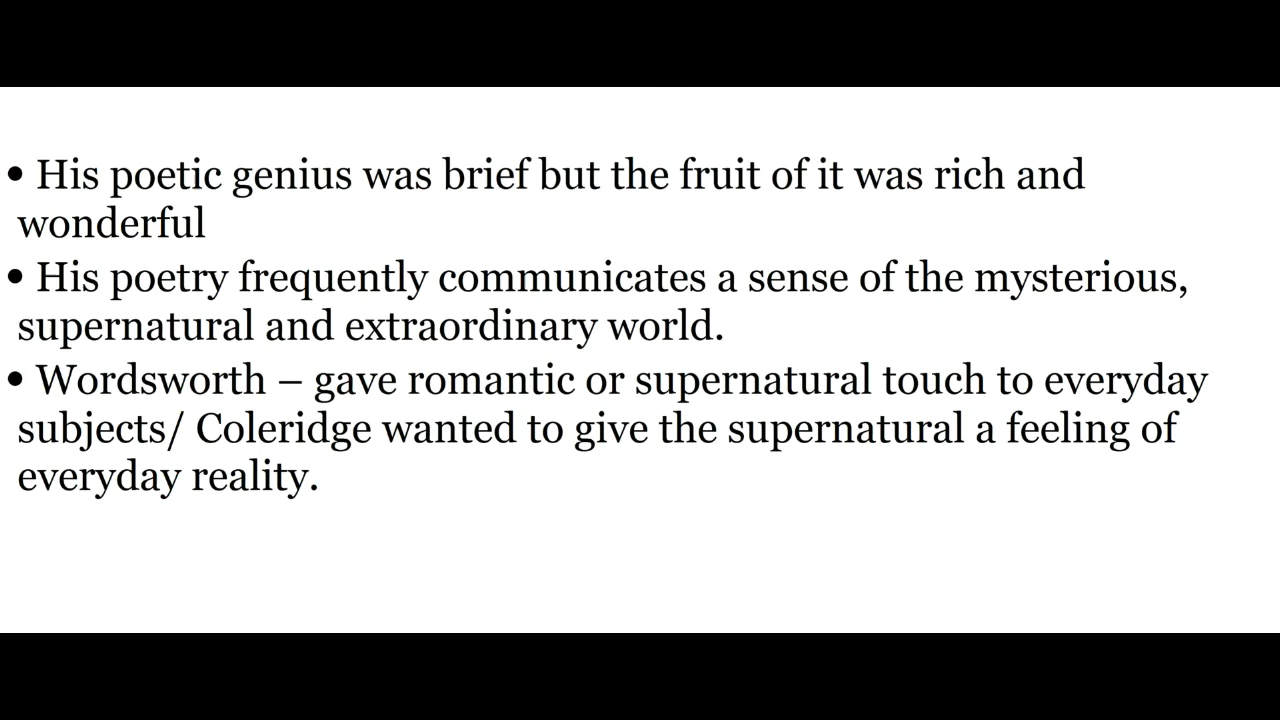 • His poetic genius was brief but the fruit of it was rich and
wonderful
• His poetry frequently communicates a sense of the mysterious,
supernatural and extraordinary world.
• Wordsworth – gave romantic or supernatural touch to everyday
subjects/ Coleridge wanted to give the supernatural a feeling of
everyday reality.